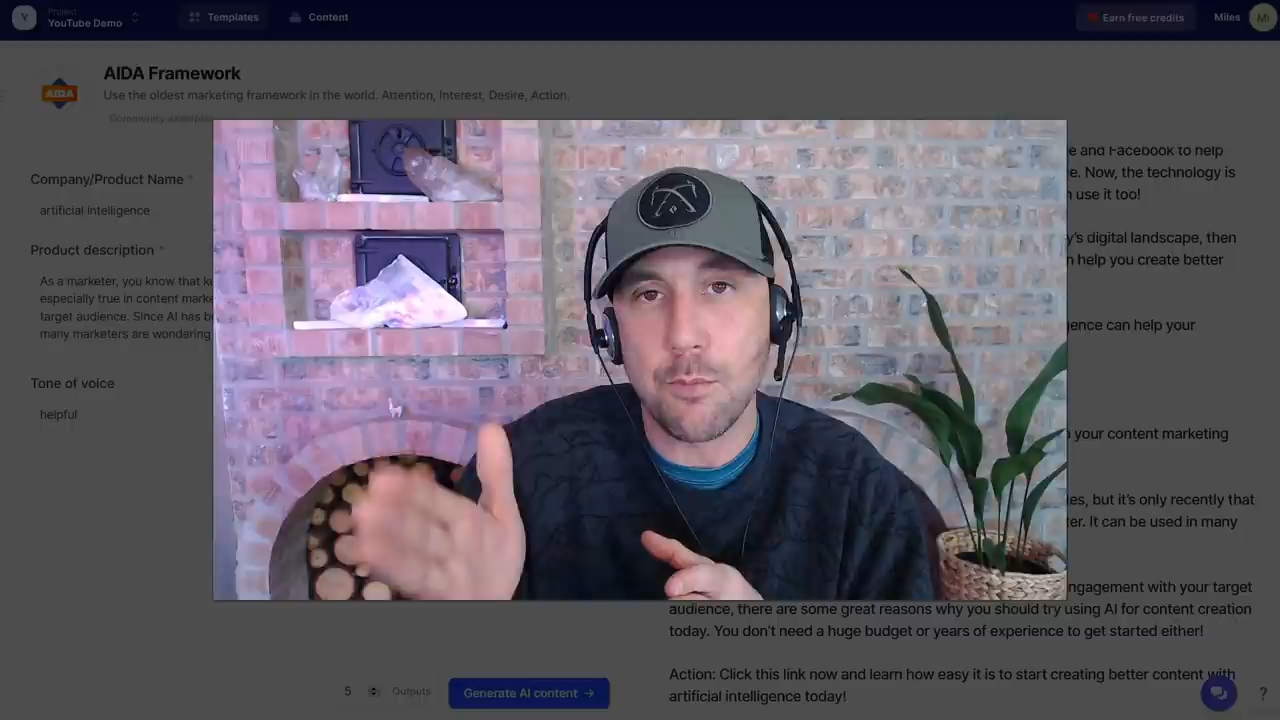 Y
Project
YouTube Demo
Templates
Content
Earn free credits
Miles
Mi
AIDA
AIDA Framework
Use the oldest marketing framework in the world. Attention, Interest, Desire, Action.
Company/Product Name *
artificial intelligence
Product description *
As a marketer, you know that
especially true in content
target audience. Since AI has
many marketers are wondering
Tone of voice
helpful
e and Facebook to help
Now, the technology is
use it too!
y's digital landscape, then
help you create better
can help your
your content marketing
but it's only recently that
It can be used in many
ngagement with your target
audience, there are some great reasons why you should try using AI for content creation
today. You don't need a huge budget or years of experience to get started either!
Action: Click this link now and learn how easy it is to start creating better content with
artificial intelligence today!
5 Outputs
Generate AI content →
?